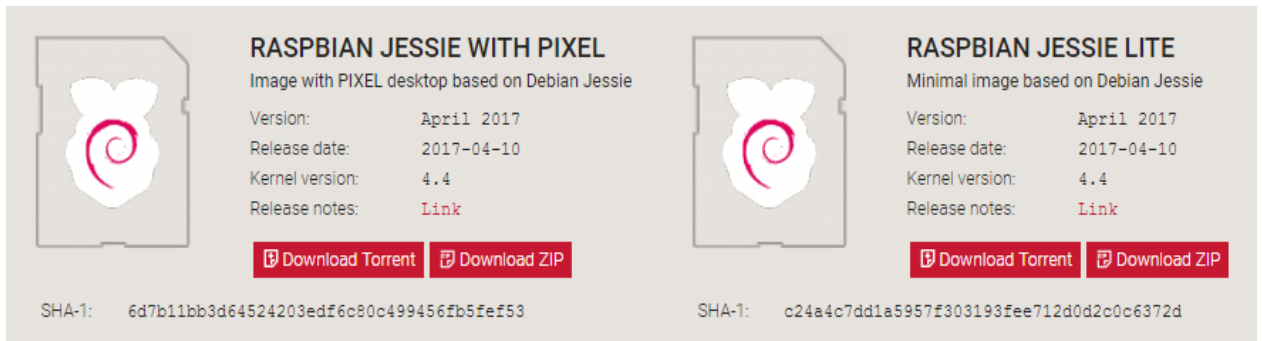 RASPBIAN JESSIE WITH PIXEL
Image with PIXEL desktop based on Debian Jessie
Version: April 2017
Release date: 2017-04-10
Kernel version: 4.4
Release notes: Link
Download Torrent Download ZIP
SHA-1: 6d7b11bb3d64524203edf6c80c499456fb5fef53
RASPBIAN JESSIE LITE
Minimal image based on Debian Jessie
Version: April 2017
Release date: 2017-04-10
Kernel version: 4.4
Release notes: Link
Download Torrent Download ZIP
SHA-1: c24a4c7dd1a5957f303193fee712d0d2c0c6372d